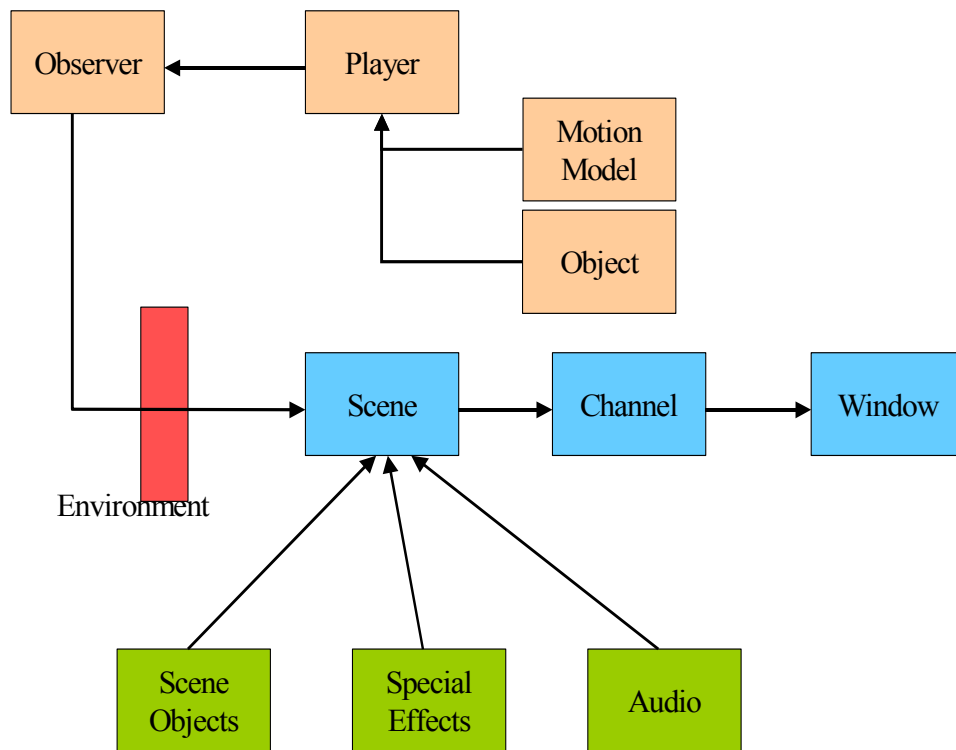 Observer
Player
Motion
Model
Object
Scene
Channel
Window
Environment
Scene
Objects
Special
Effects
Audio